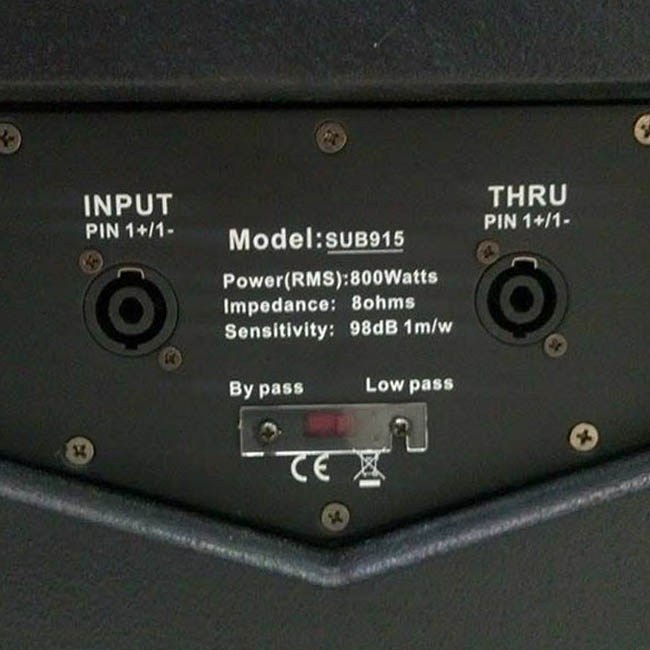 INPUT
PIN 1+/1-
THRU
PIN 1+/1-
Model:SUB915
Power(RMS):800Watts
Impedance: 8ohms
Sensitivity: 98dB 1m/w
By pass
Low pass
CE